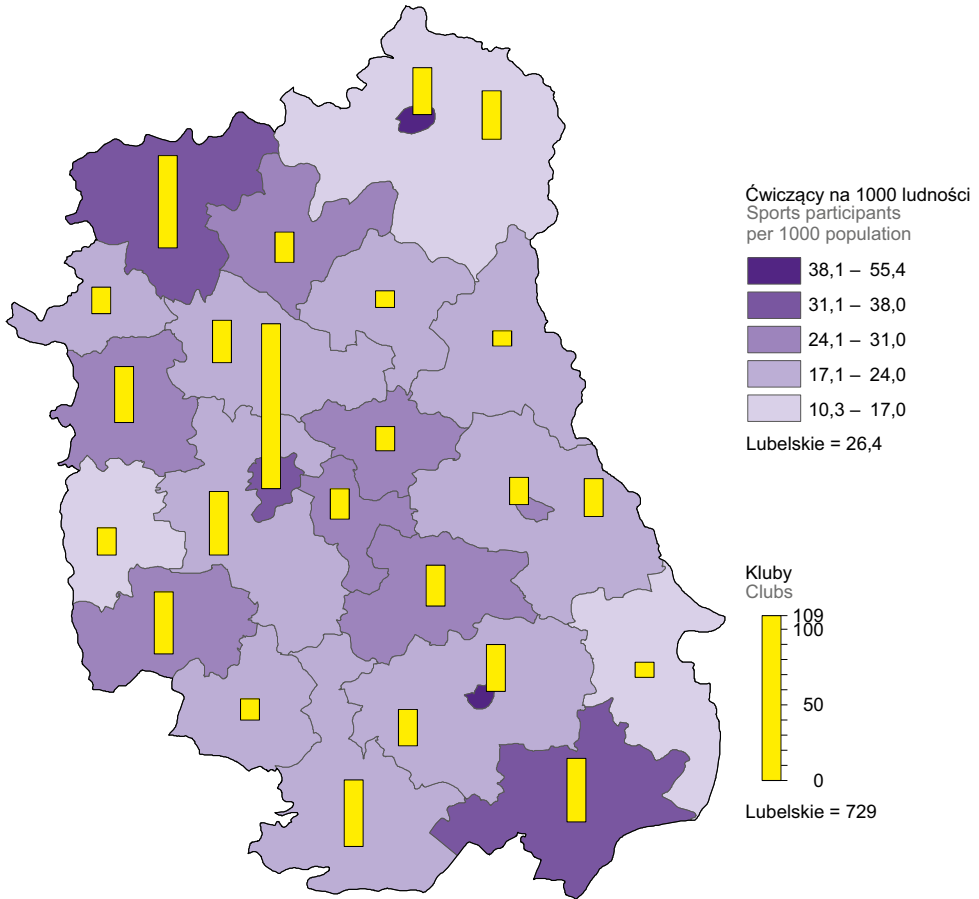 Ćwiczący na 1000 ludności
Sports participants
per 1000 population
38,1 – 55,4
31,1 – 38,0
24,1 – 31,0
17,1 – 24,0
10,3 – 17,0
Lubelskie = 26,4
Kluby
Clubs
109
100
50
0
Lubelskie = 729